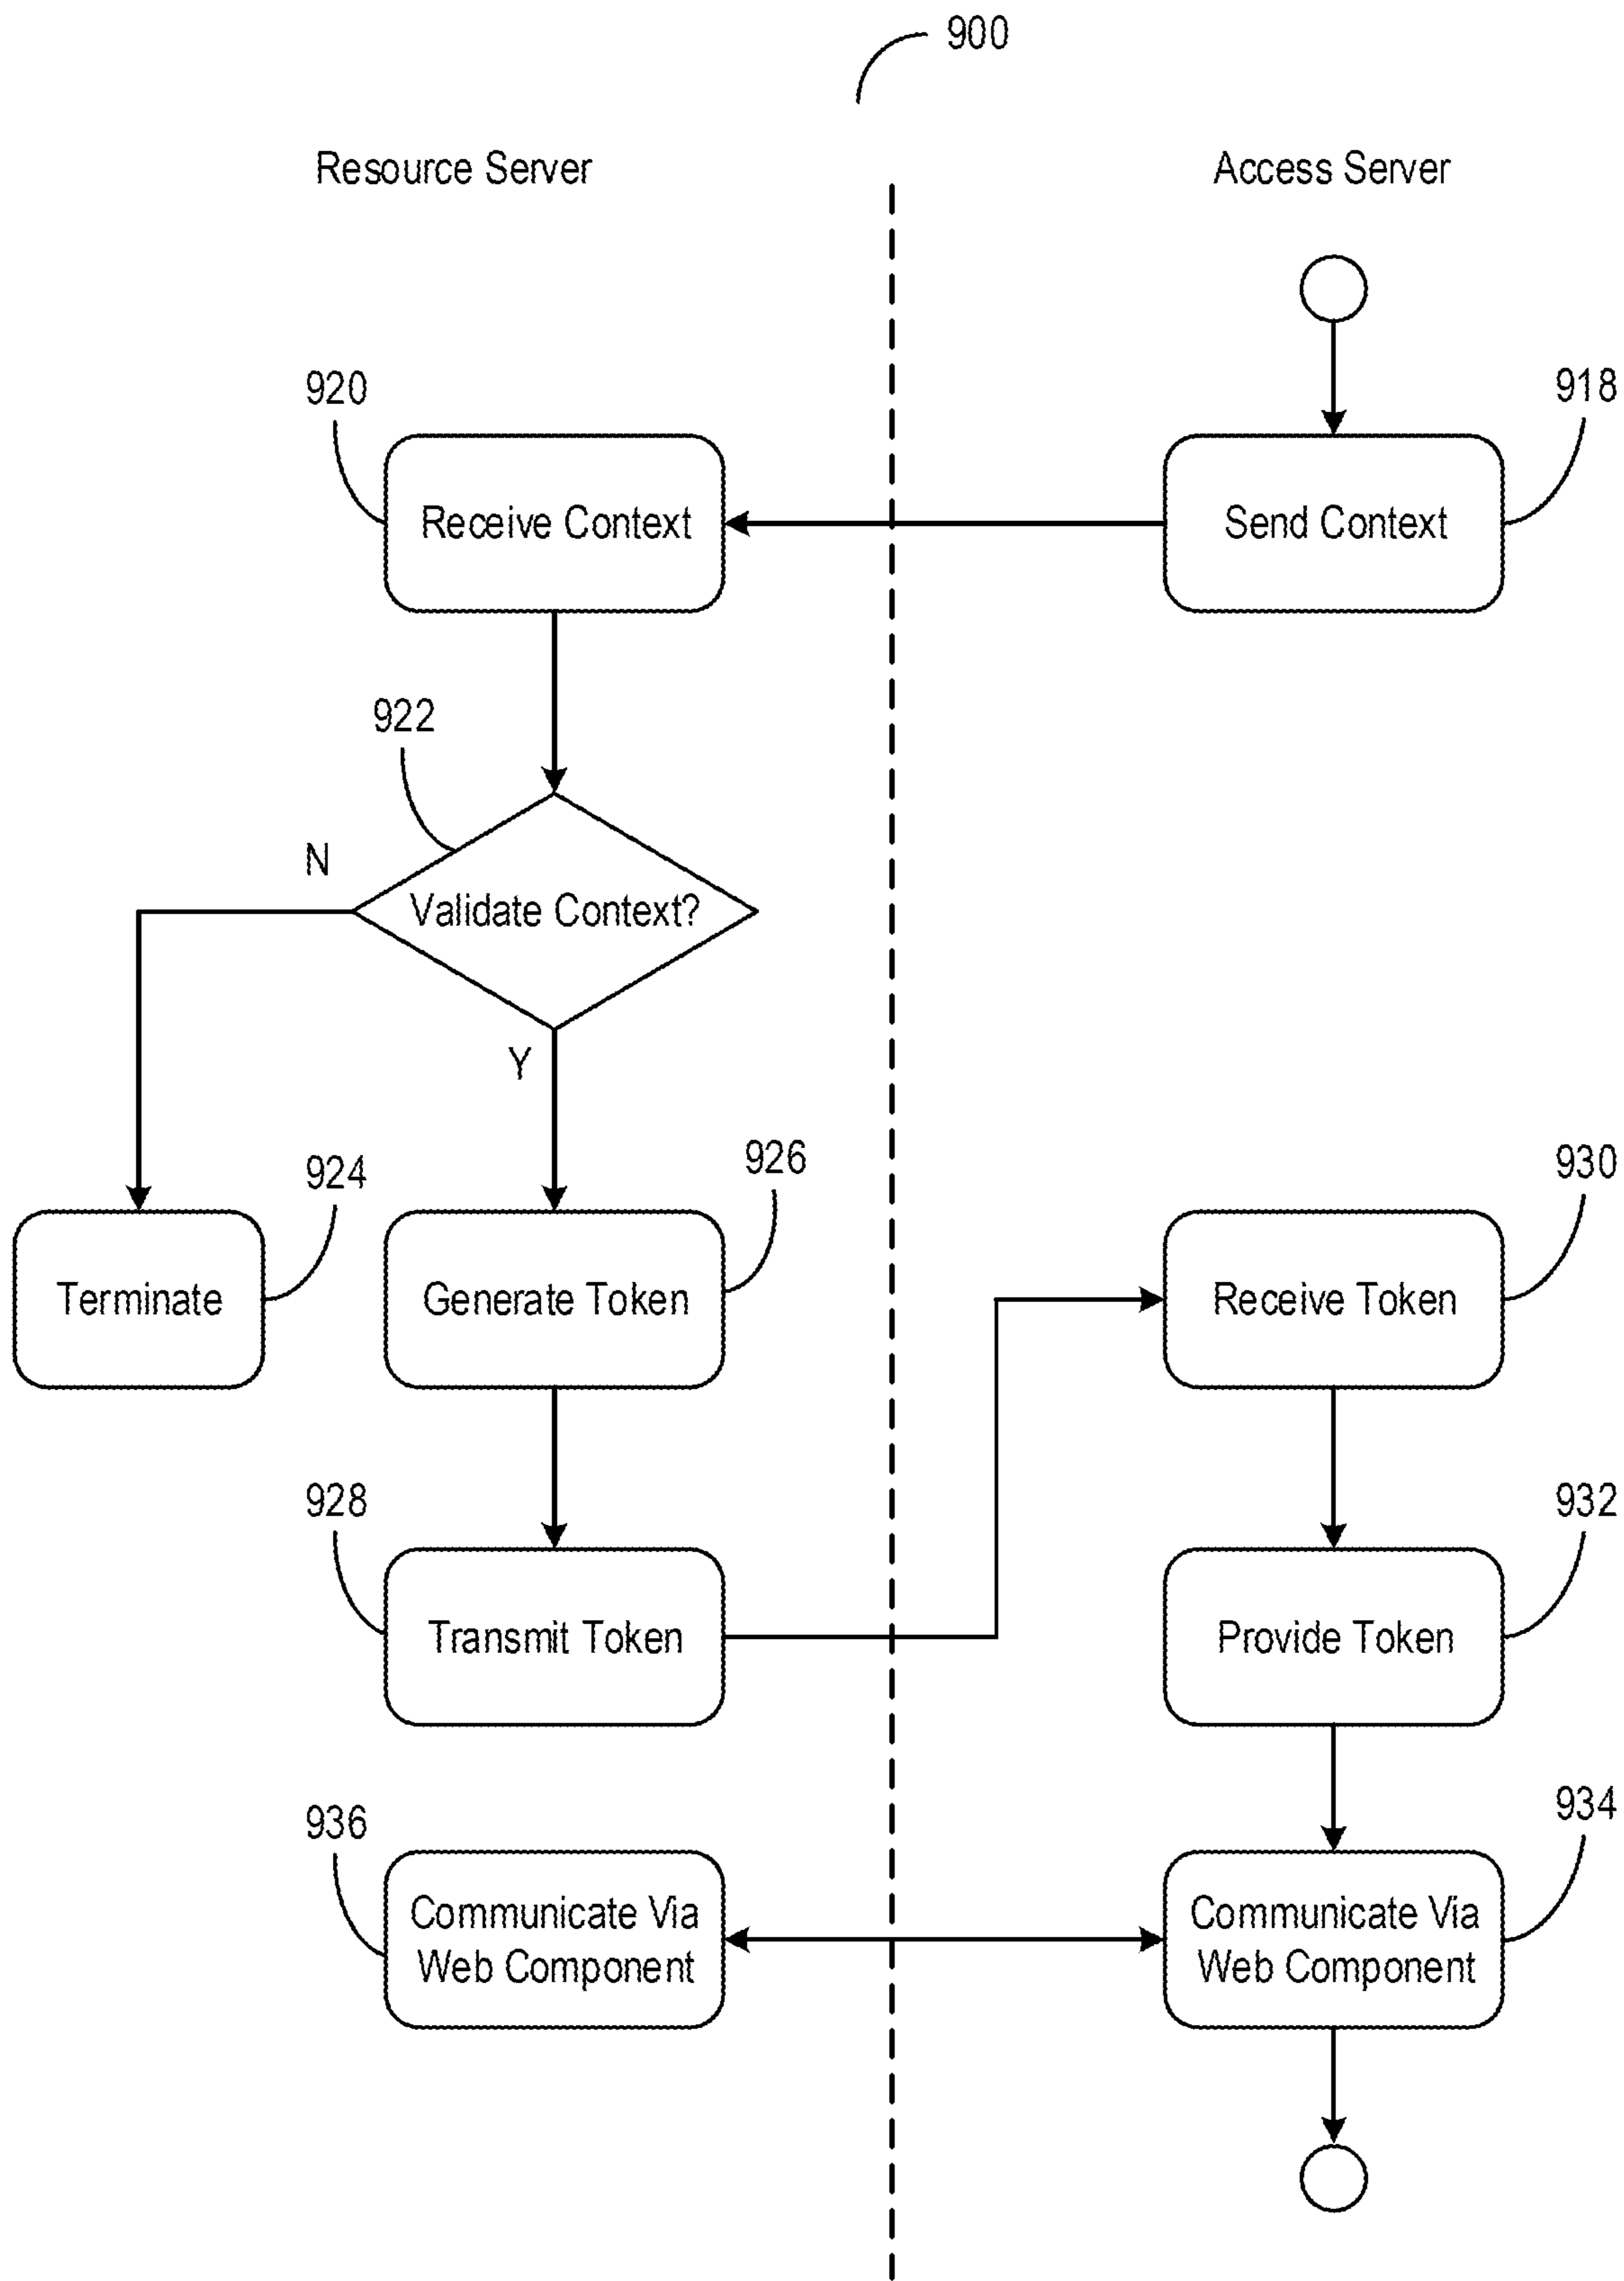 900
Resource Server
Access Server
920
918
Receive Context
Send Context
922
N
Validate Context?
Y
924
926
930
Terminate
Generate Token
Receive Token
928
932
Transmit Token
Provide Token
936
934
Communicate Via
Web Component
Communicate Via
Web Component